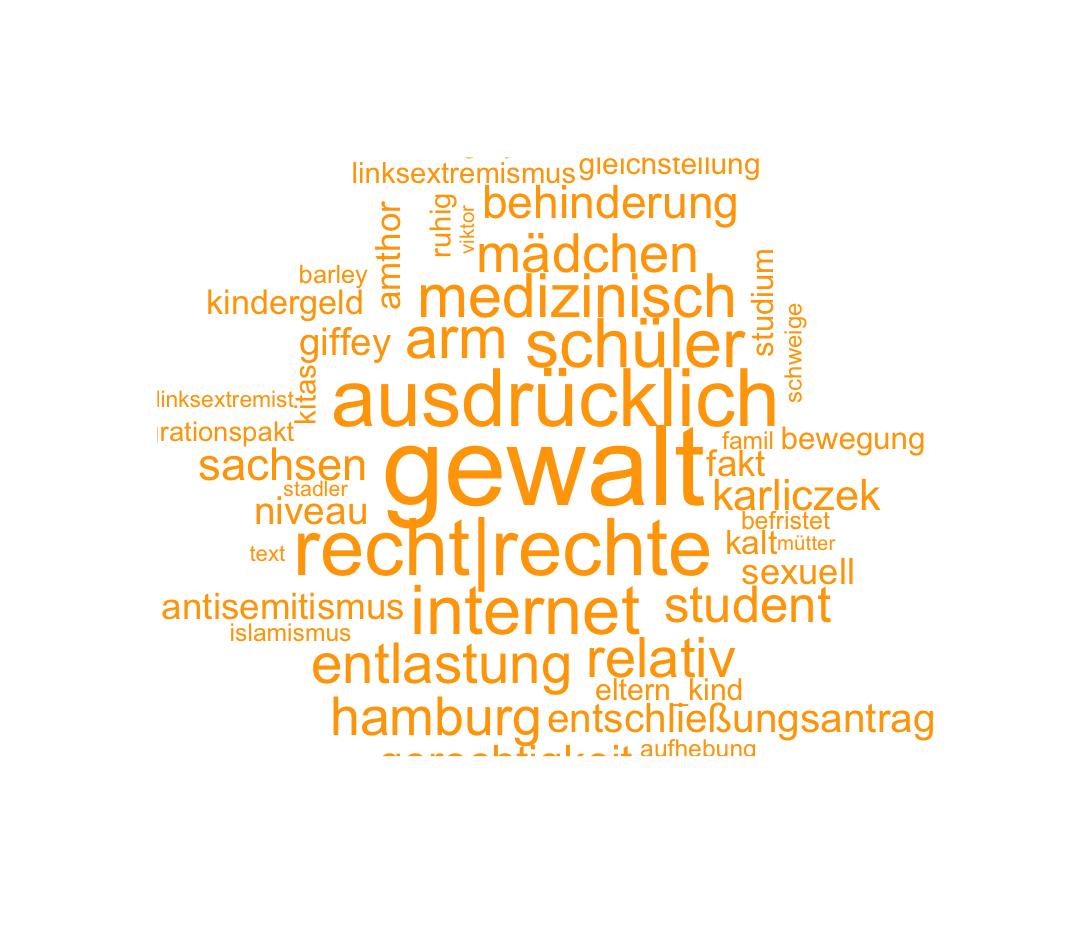 linksextremismus gleichstellung
behinderung
amthor
ruhig
viktor
mädchen
barley
kindergeld
medizinisch
studium
schweige
giffey
arm
schüler
kitas
linksextremist
ausdrücklich
rationspakt
famil
bewegung
gewalt
fakt
sachsen
stadler
karliczek
niveau
befristet
recht|rechte
kalt
mütter
text
sexuell
antisemitismus
internet
student
islamismus
entlastung
relativ
eltern_kind
hamburg
entschließungsantrag
gerechtigkeit
aufhebung